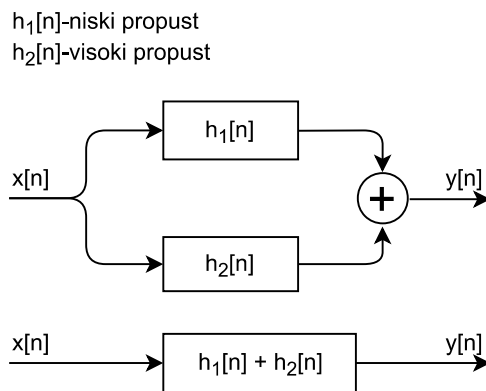 h₁[n]-niski propust
h₂[n]-visoki propust
h₁[n]
x[n]
y[n]
+
h₂[n]
x[n]
y[n]
h₁[n] + h₂[n]